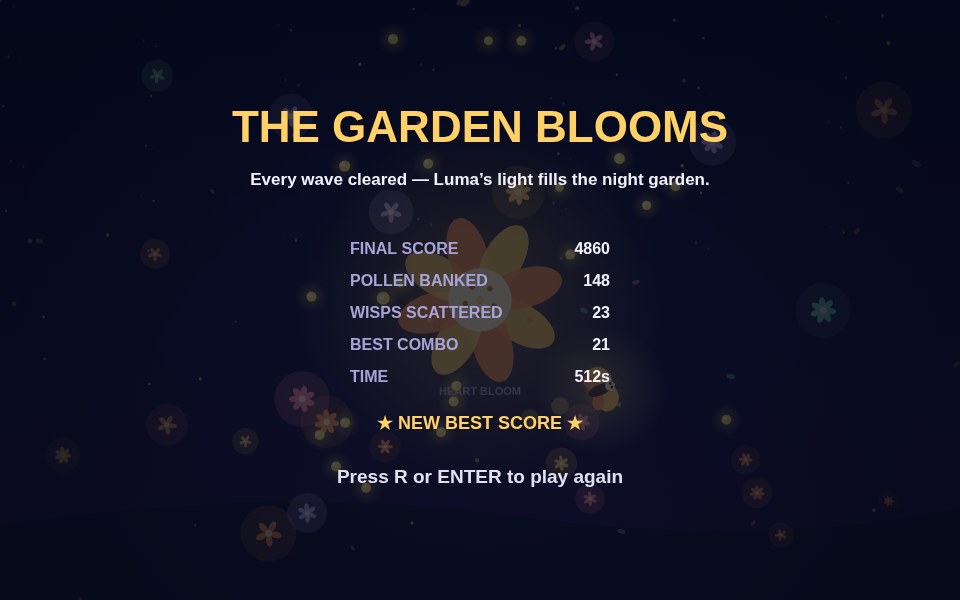 THE GARDEN BLOOMS
Every wave cleared — Luma’s light fills the night garden.
FINAL SCORE 4860
POLLEN BANKED 148
WISPS SCATTERED 23
BEST COMBO 21
TIME 512s
HEART BLOOM
★ NEW BEST SCORE ★
Press R or ENTER to play again